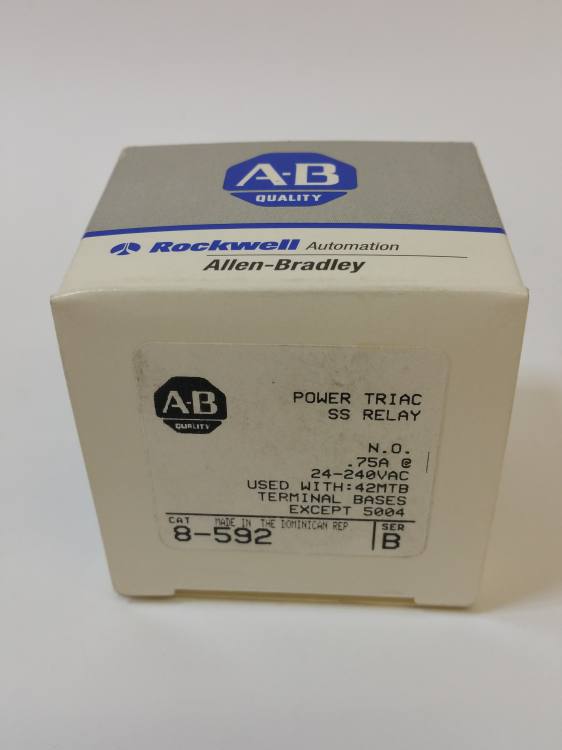 A-B
QUALITY
Rockwell Automation
Allen-Bradley
A-B
QUALITY
POWER TRIAC
SS RELAY
N.O.
.75A @
24-240VAC
USED WITH:42MTB
TERMINAL BASES
EXCEPT 5004
CAT MADE IN THE DOMINICAN REP SER
8-592 B